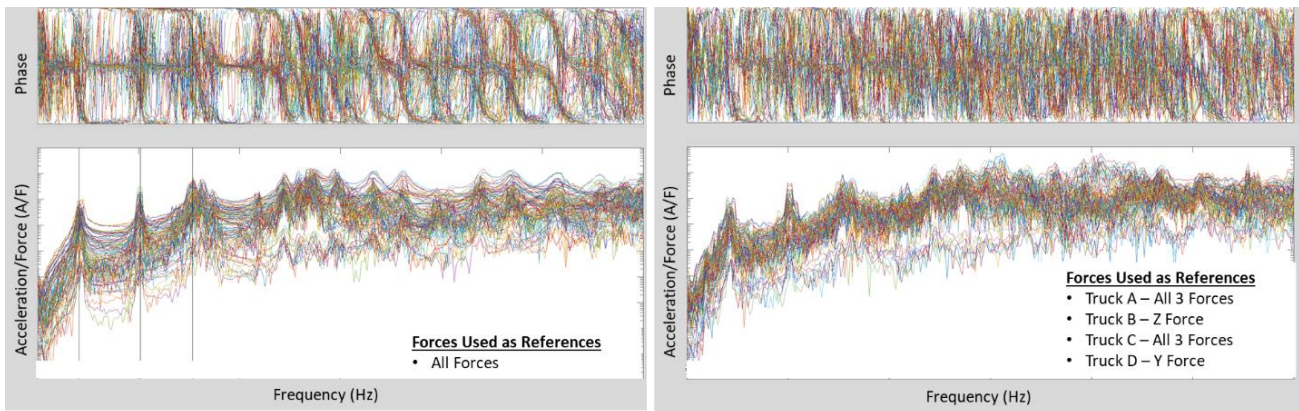 Phase
Acceleration/Force (A/F)
Forces Used as References
• All Forces
Frequency (Hz)
Phase
Acceleration/Force (A/F)
Forces Used as References
• Truck A – All 3 Forces
• Truck B – Z Force
• Truck C – All 3 Forces
• Truck D – Y Force
Frequency (Hz)